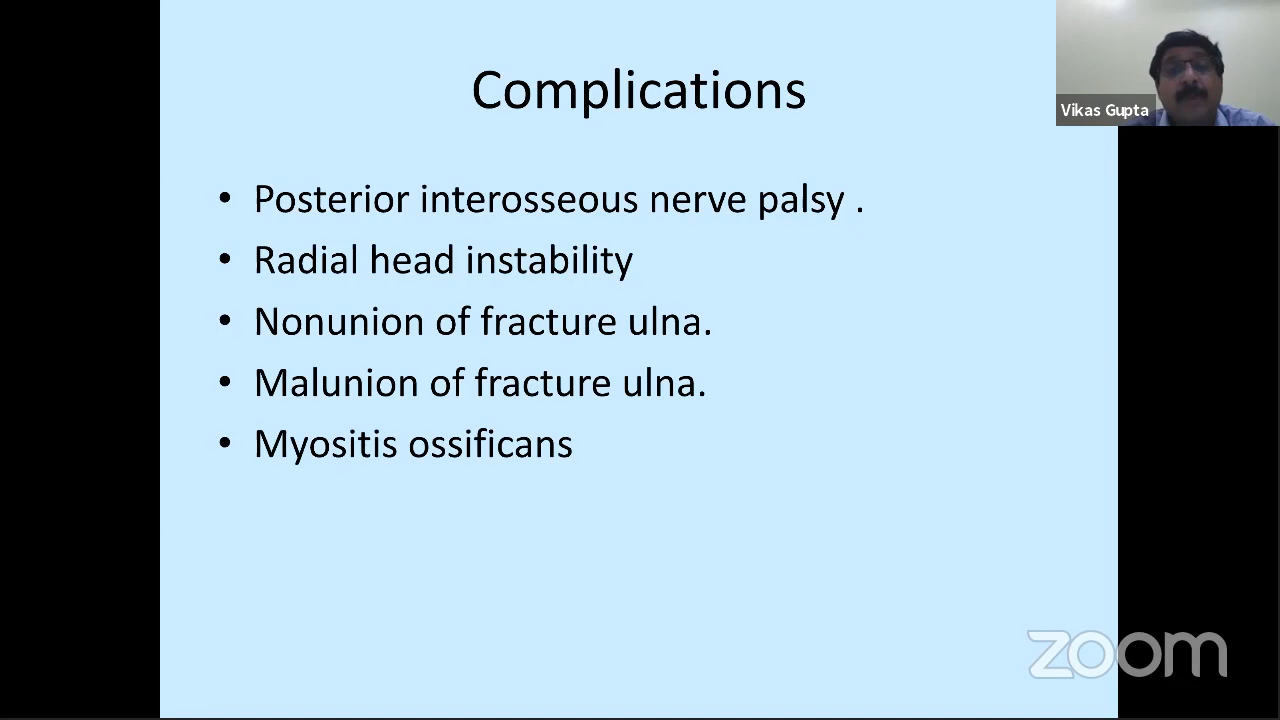 Complications
Vikas Gupta
• Posterior interosseous nerve palsy .
• Radial head instability
• Nonunion of fracture ulna.
• Malunion of fracture ulna.
• Myositis ossificans
zoom